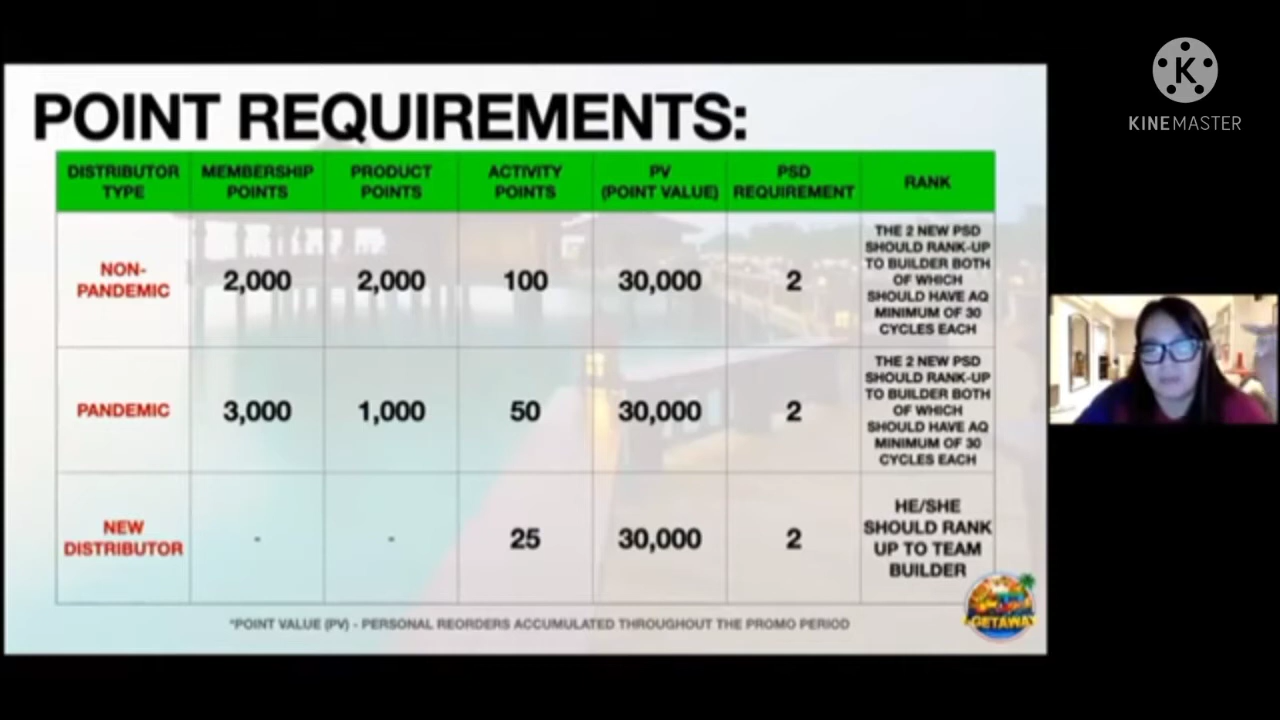 K
KINEMASTER
POINT REQUIREMENTS:
DISTRIBUTOR
TYPE
MEMBERSHIP
POINTS
PRODUCT
POINTS
ACTIVITY
POINTS
PV
(POINT VALUE)
PSD
REQUIREMENT
RANK
NON-
PANDEMIC
2,000
2,000
100
30,000
2
THE 2 NEW PSD
SHOULD RANK-UP
TO BUILDER BOTH
OF WHICH
SHOULD HAVE AQ
MINIMUM OF 30
CYCLES EACH
PANDEMIC
3,000
1,000
50
30,000
2
THE 2 NEW PSD
SHOULD RANK-UP
TO BUILDER BOTH
OF WHICH
SHOULD HAVE AQ
MINIMUM OF 30
CYCLES EACH
NEW
DISTRIBUTOR
-
-
25
30,000
2
HE/SHE
SHOULD RANK
UP TO TEAM
BUILDER
*POINT VALUE (PV) - PERSONAL REORDERS ACCUMULATED THROUGHOUT THE PROMO PERIOD
GETAWAY